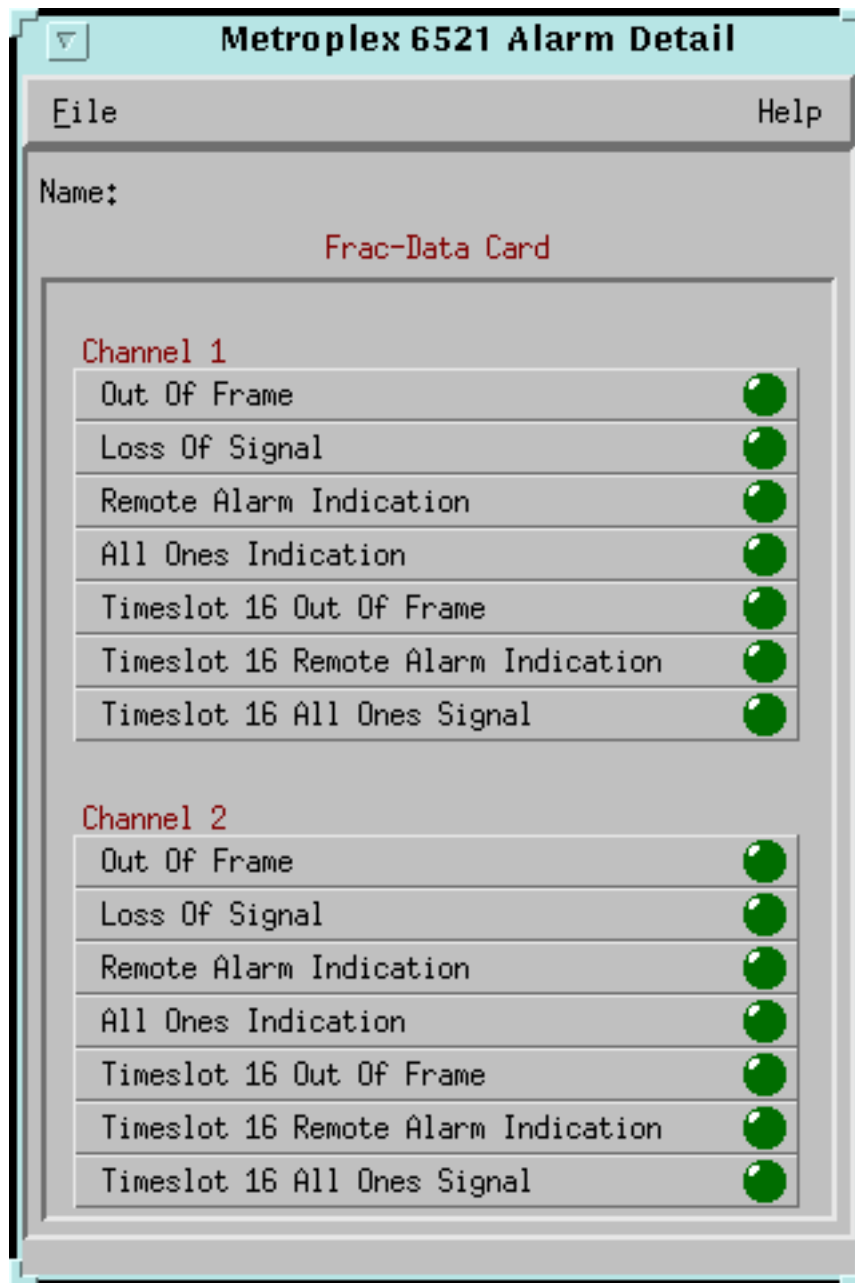 Metroplex 6521 Alarm Detail
File Help
Name:
Frac-Data Card
Channel 1
Out Of Frame
Loss Of Signal
Remote Alarm Indication
All Ones Indication
Timeslot 16 Out Of Frame
Timeslot 16 Remote Alarm Indication
Timeslot 16 All Ones Signal
Channel 2
Out Of Frame
Loss Of Signal
Remote Alarm Indication
All Ones Indication
Timeslot 16 Out Of Frame
Timeslot 16 Remote Alarm Indication
Timeslot 16 All Ones Signal